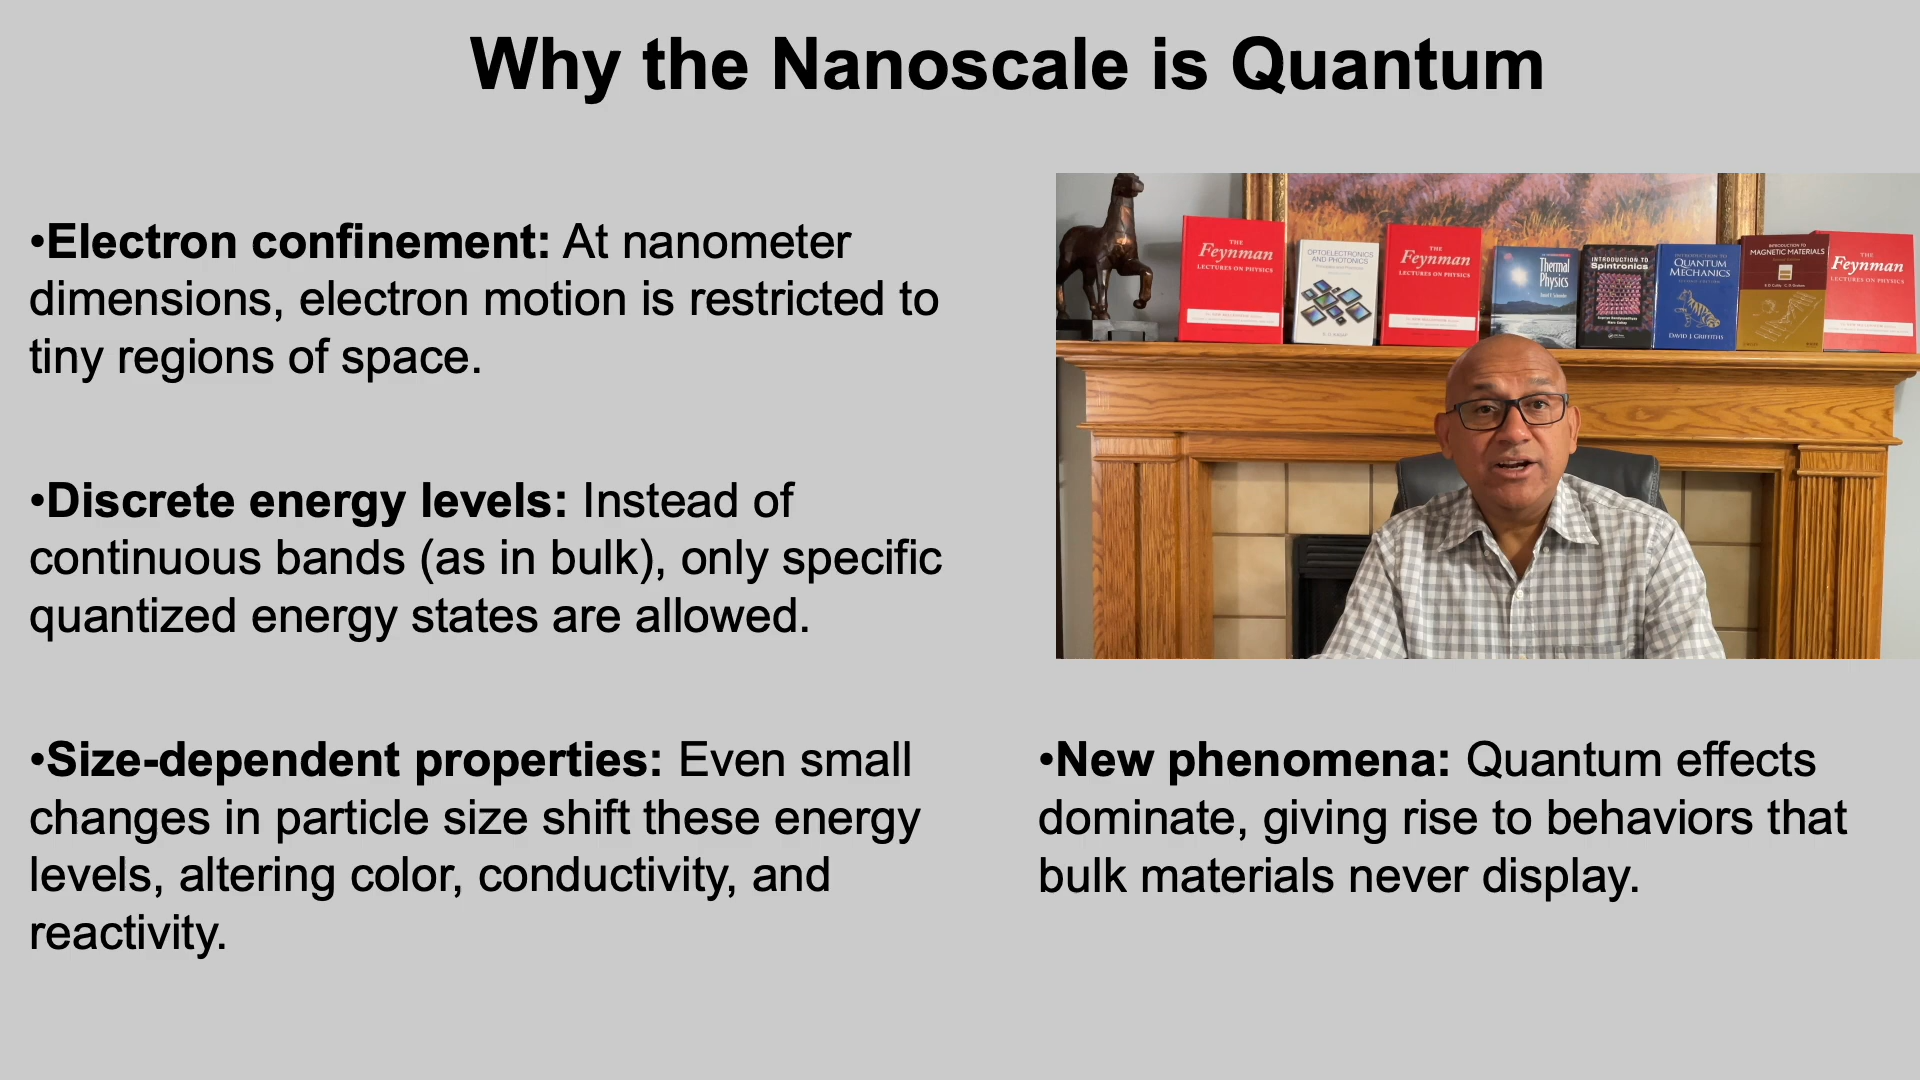 Why the Nanoscale is Quantum
•Electron confinement: At nanometer
dimensions, electron motion is restricted to
tiny regions of space.
•Discrete energy levels: Instead of
continuous bands (as in bulk), only specific
quantized energy states are allowed.
•Size-dependent properties: Even small
changes in particle size shift these energy
levels, altering color, conductivity, and
reactivity.
THE
Feynman
LECTURES ON PHYSICS
OPTOELECTRONICS
AND PHOTONICS
THE
Feynman
LECTURES ON PHYSICS
Thermal
Physics
INTRODUCTION TO
Spintronics
INTRODUCTION TO
QUANTUM
MECHANICS
DAVID J. GRIFFITHS
INTRODUCTION TO
MAGNETIC MATERIALS
THE
Feynman
LECTURES ON PHYSICS
•New phenomena: Quantum effects
dominate, giving rise to behaviors that
bulk materials never display.